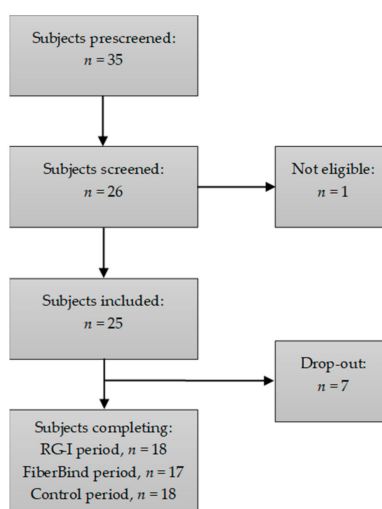 Subjects prescreened:
n = 35
Subjects screened:
n = 26
Not eligible:
n = 1
Subjects included:
n = 25
Drop-out:
n = 7
Subjects completing:
RG-I period, n = 18
FiberBind period, n = 17
Control period, n = 18